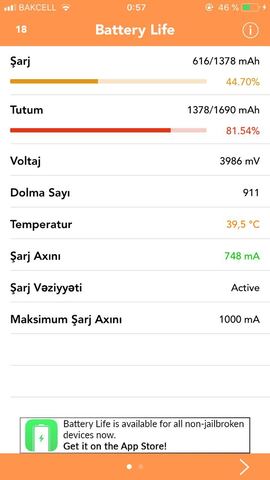 BAKCELL 0:57 46 %
18 Battery Life i
Şarj 616/1378 mAh
44.70%
Tutum 1378/1690 mAh
81.54%
Voltaj 3986 mV
Dolma Sayı 911
Temperatur 39,5 °C
Şarj Axını 748 mA
Şarj Vəziyyəti Active
Maksimum Şarj Axını 1000 mA
Battery Life is available for all non-jailbroken
devices now.
Get it on the App Store!